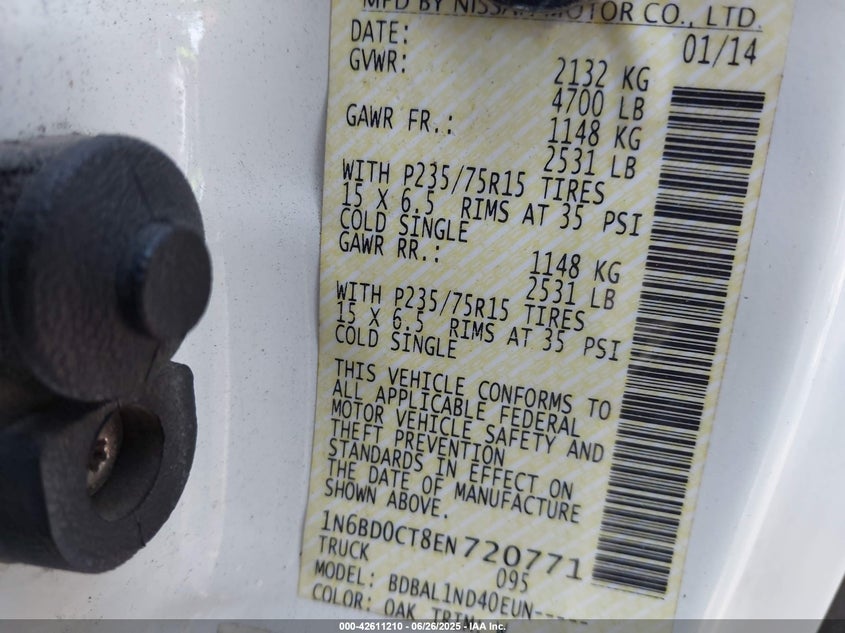 MFD BY NISSAN MOTOR CO., LTD.
DATE: 01/14
GVWR: 2132 KG
4700 LB
GAWR FR.: 1148 KG
2531 LB
WITH P235/75R15 TIRES
15 X 6.5 RIMS AT 35 PSI
COLD SINGLE
GAWR RR.: 1148 KG
2531 LB
WITH P235/75R15 TIRES
15 X 6.5 RIMS AT 35 PSI
COLD SINGLE
THIS VEHICLE CONFORMS TO
ALL APPLICABLE FEDERAL
MOTOR VEHICLE SAFETY AND
THEFT PREVENTION
STANDARDS IN EFFECT ON
THE DATE OF MANUFACTURE
SHOWN ABOVE.
1N6BD0CT8EN720771
TRUCK 095
MODEL: BDBAL1ND40EUN-----
COLOR: QAK
000-42611210 - 06/26/2025 - IAA Inc.